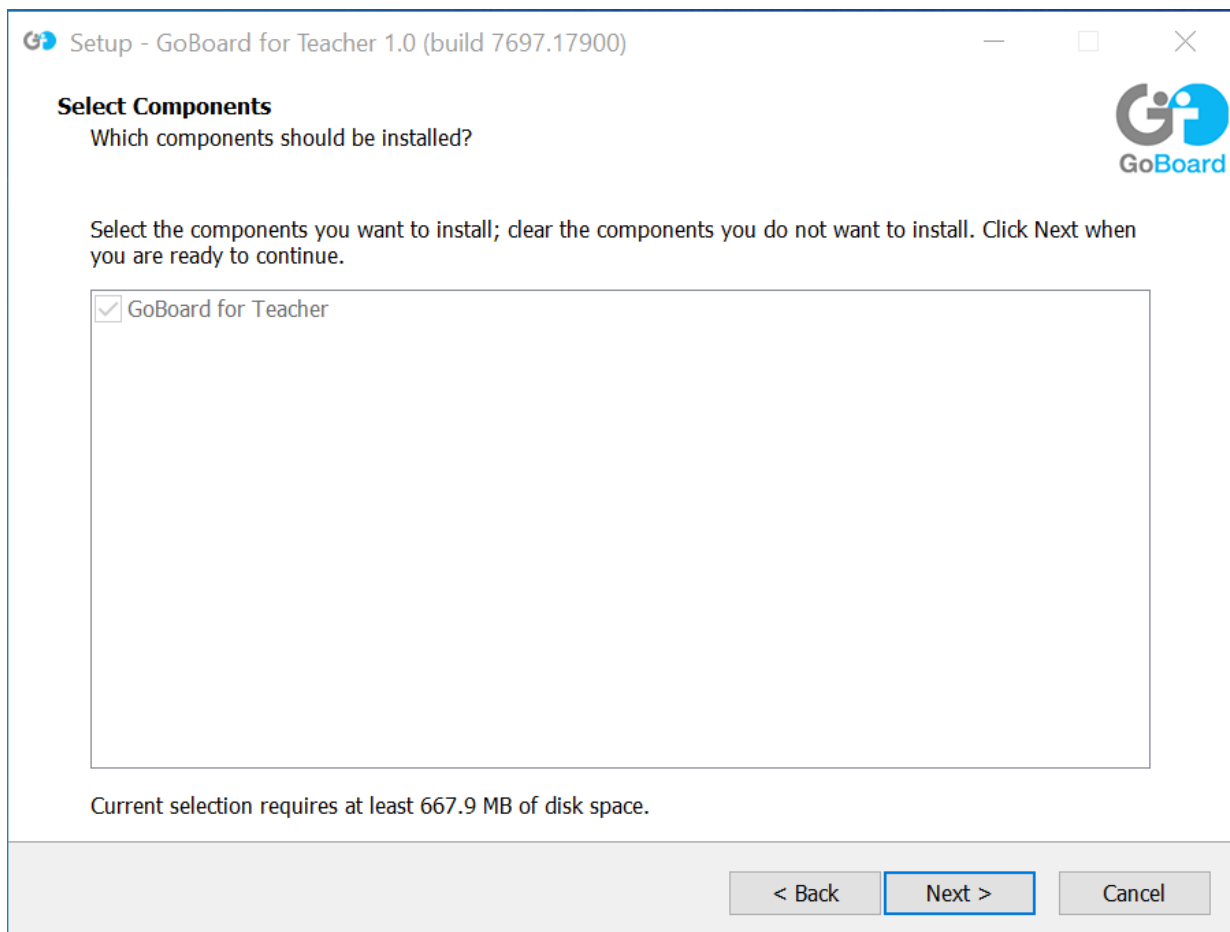 Setup - GoBoard for Teacher 1.0 (build 7697.17900)
Select Components
Which components should be installed?
GoBoard
Select the components you want to install; clear the components you do not want to install. Click Next when
you are ready to continue.
GoBoard for Teacher
Current selection requires at least 667.9 MB of disk space.
< Back
Next >
Cancel